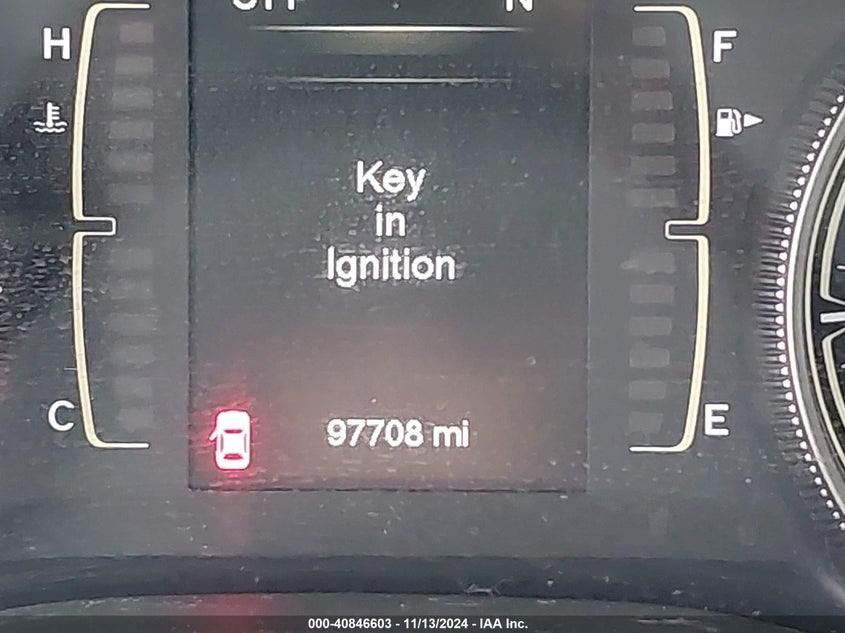 N
H
F
Key
in
Ignition
C
97708 mi
E
000-40846603 - 11/13/2024 - IAA Inc.